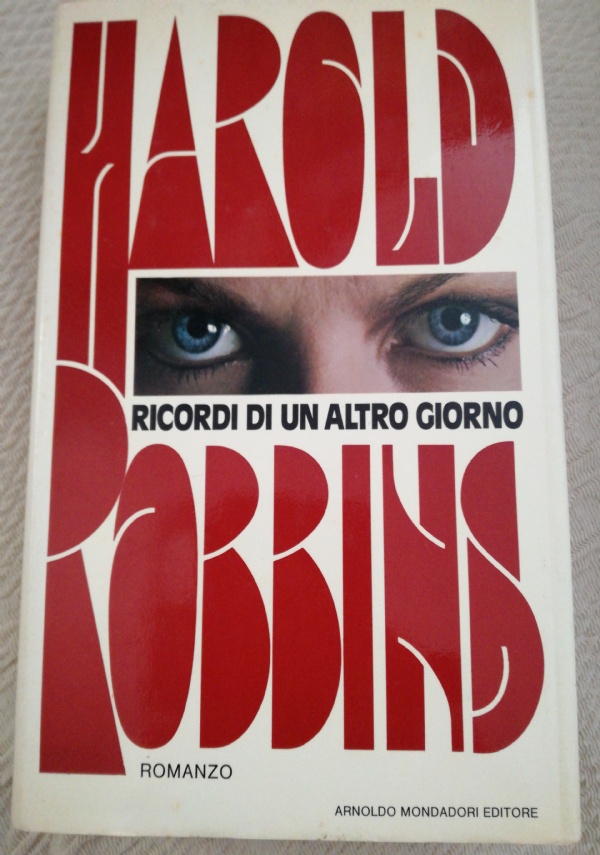 HAROLD
RICORDI DI UN ALTRO GIORNO
ROBBINS
ROMANZO
ARNOLDO MONDADORI EDITORE